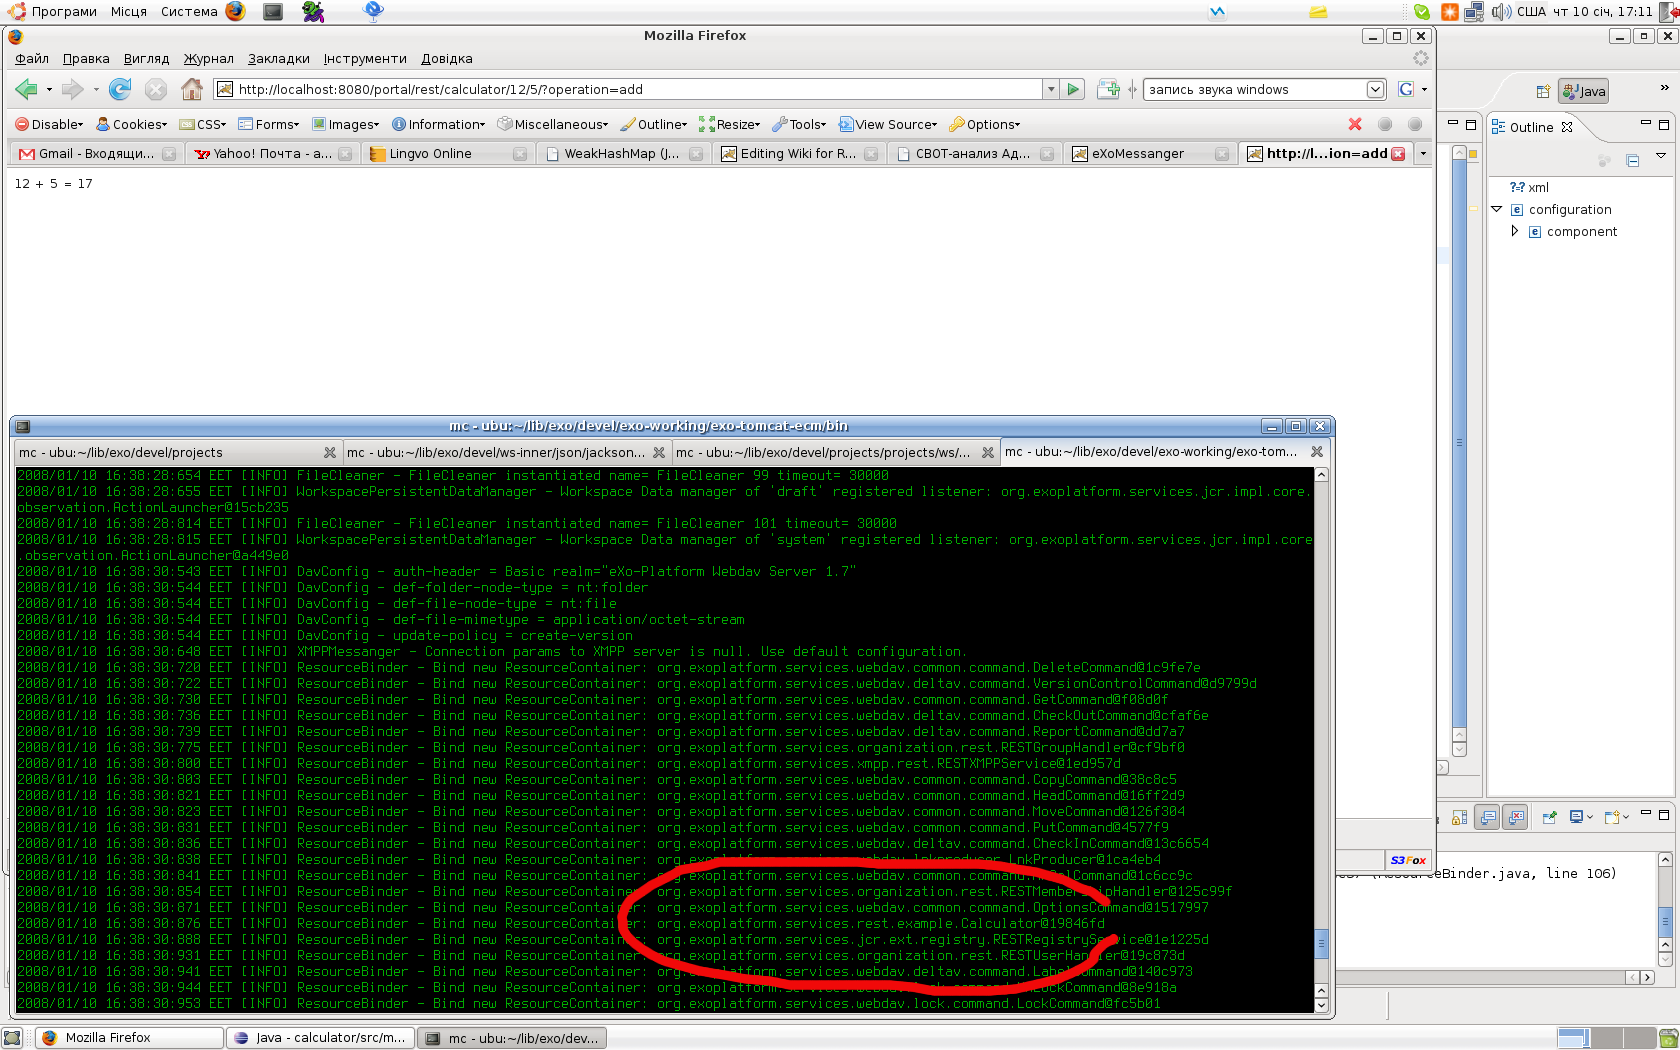 Програми Місця Система США чт 10 січ, 17:11
Mozilla Firefox
Файл Правка Вигляд Журнал Закладки Інструменти Довідка
http://localhost:8080/portal/rest/calculator/12/5/?operation=add запись звука windows G Java
Disable Cookies CSS Forms Images Information Miscellaneous Outline Resize Tools View Source Options
Outline
Gmail - Входящи... Yahoo! Почта - а... Lingvo Online WeakHashMap (J... Editing Wiki for R... СВОТ-анализ Ад... eXoMessanger http://l...ion=add
12 + 5 = 17
?-? xml
e configuration
e component
mc - ubu:~/lib/exo/devel/exo-working/exo-tomcat-ecm/bin
mc - ubu:~/lib/exo/devel/projects mc - ubu:~/lib/exo/devel/ws-inner/json/jackson... mc - ubu:~/lib/exo/devel/projects/projects/ws/... mc - ubu:~/lib/exo/devel/exo-working/exo-tom...
2008/01/10 16:38:28:654 EET [INFO] FileCleaner - FileCleaner instantiated name= FileCleaner 99 timeout= 30000
2008/01/10 16:38:28:655 EET [INFO] WorkspacePersistentDataManager - Workspace Data manager of 'draft' registered listener: org.exoplatform.services.jcr.impl.core.
observation.ActionLauncher@15cb235
2008/01/10 16:38:28:814 EET [INFO] FileCleaner - FileCleaner instantiated name= FileCleaner 101 timeout= 30000
2008/01/10 16:38:28:815 EET [INFO] WorkspacePersistentDataManager - Workspace Data manager of 'system' registered listener: org.exoplatform.services.jcr.impl.core
.observation.ActionLauncher@a449e0
2008/01/10 16:38:30:543 EET [INFO] DavConfig - auth-header = Basic realm="eXo-Platform Webdav Server 1.7"
2008/01/10 16:38:30:544 EET [INFO] DavConfig - def-folder-node-type = nt:folder
2008/01/10 16:38:30:544 EET [INFO] DavConfig - def-file-node-type = nt:file
2008/01/10 16:38:30:544 EET [INFO] DavConfig - def-file-mimetype = application/octet-stream
2008/01/10 16:38:30:544 EET [INFO] DavConfig - update-policy = create-version
2008/01/10 16:38:30:648 EET [INFO] XMPPMessanger - Connection params to XMPP server is null. Use default configuration.
2008/01/10 16:38:30:720 EET [INFO] ResourceBinder - Bind new ResourceContainer: org.exoplatform.services.webdav.common.command.DeleteCommand@1c9fe7e
2008/01/10 16:38:30:722 EET [INFO] ResourceBinder - Bind new ResourceContainer: org.exoplatform.services.webdav.deltav.command.VersionControlCommand@d9799d
2008/01/10 16:38:30:730 EET [INFO] ResourceBinder - Bind new ResourceContainer: org.exoplatform.services.webdav.common.command.GetCommand@f08d0f
2008/01/10 16:38:30:736 EET [INFO] ResourceBinder - Bind new ResourceContainer: org.exoplatform.services.webdav.deltav.command.CheckOutCommand@cfaf6e
2008/01/10 16:38:30:739 EET [INFO] ResourceBinder - Bind new ResourceContainer: org.exoplatform.services.webdav.deltav.command.ReportCommand@dd7a7
2008/01/10 16:38:30:775 EET [INFO] ResourceBinder - Bind new ResourceContainer: org.exoplatform.services.organization.rest.RESTGroupHandler@cf9bf0
2008/01/10 16:38:30:800 EET [INFO] ResourceBinder - Bind new ResourceContainer: org.exoplatform.services.xmpp.rest.RESTXMPPService@1ed957d
2008/01/10 16:38:30:803 EET [INFO] ResourceBinder - Bind new ResourceContainer: org.exoplatform.services.webdav.common.command.CopyCommand@38c8c5
2008/01/10 16:38:30:821 EET [INFO] ResourceBinder - Bind new ResourceContainer: org.exoplatform.services.webdav.common.command.HeadCommand@16ff2d9
2008/01/10 16:38:30:823 EET [INFO] ResourceBinder - Bind new ResourceContainer: org.exoplatform.services.webdav.common.command.MoveCommand@126f304
2008/01/10 16:38:30:831 EET [INFO] ResourceBinder - Bind new ResourceContainer: org.exoplatform.services.webdav.common.command.PutCommand@4577f9
2008/01/10 16:38:30:836 EET [INFO] ResourceBinder - Bind new ResourceContainer: org.exoplatform.services.webdav.deltav.command.CheckInCommand@13c6654
2008/01/10 16:38:30:838 EET [INFO] ResourceBinder - Bind new ResourceContainer: org.exoplatform.services.webdav.lnkproducer.LnkProducer@1ca4eb4
2008/01/10 16:38:30:841 EET [INFO] ResourceBinder - Bind new ResourceContainer: org.exoplatform.services.webdav.common.command.MkColCommand@1c6cc9c
2008/01/10 16:38:30:854 EET [INFO] ResourceBinder - Bind new ResourceContainer: org.exoplatform.services.organization.rest.RESTMembershipHandler@125c99f
2008/01/10 16:38:30:871 EET [INFO] ResourceBinder - Bind new ResourceContainer: org.exoplatform.services.webdav.common.command.OptionsCommand@1517997
2008/01/10 16:38:30:876 EET [INFO] ResourceBinder - Bind new ResourceContainer: org.exoplatform.services.rest.example.Calculator@19846fd
2008/01/10 16:38:30:888 EET [INFO] ResourceBinder - Bind new ResourceContainer: org.exoplatform.services.jcr.ext.registry.RESTRegistryService@1e1225d
2008/01/10 16:38:30:931 EET [INFO] ResourceBinder - Bind new ResourceContainer: org.exoplatform.services.organization.rest.RESTUserHandler@19c873d
2008/01/10 16:38:30:941 EET [INFO] ResourceBinder - Bind new ResourceContainer: org.exoplatform.services.webdav.deltav.command.LabelCommand@140c973
2008/01/10 16:38:30:944 EET [INFO] ResourceBinder - Bind new ResourceContainer:
2008/01/10 16:38:30:953 EET [INFO] ResourceBinder - Bind new ResourceContainer: org.exoplatform.services.webdav.lock.command.LockCommand@fc5b01
S3Fox
(ResourceBinder.java, line 106)
Mozilla Firefox Java - calculator/src/m... mc - ubu:~/lib/exo/dev...